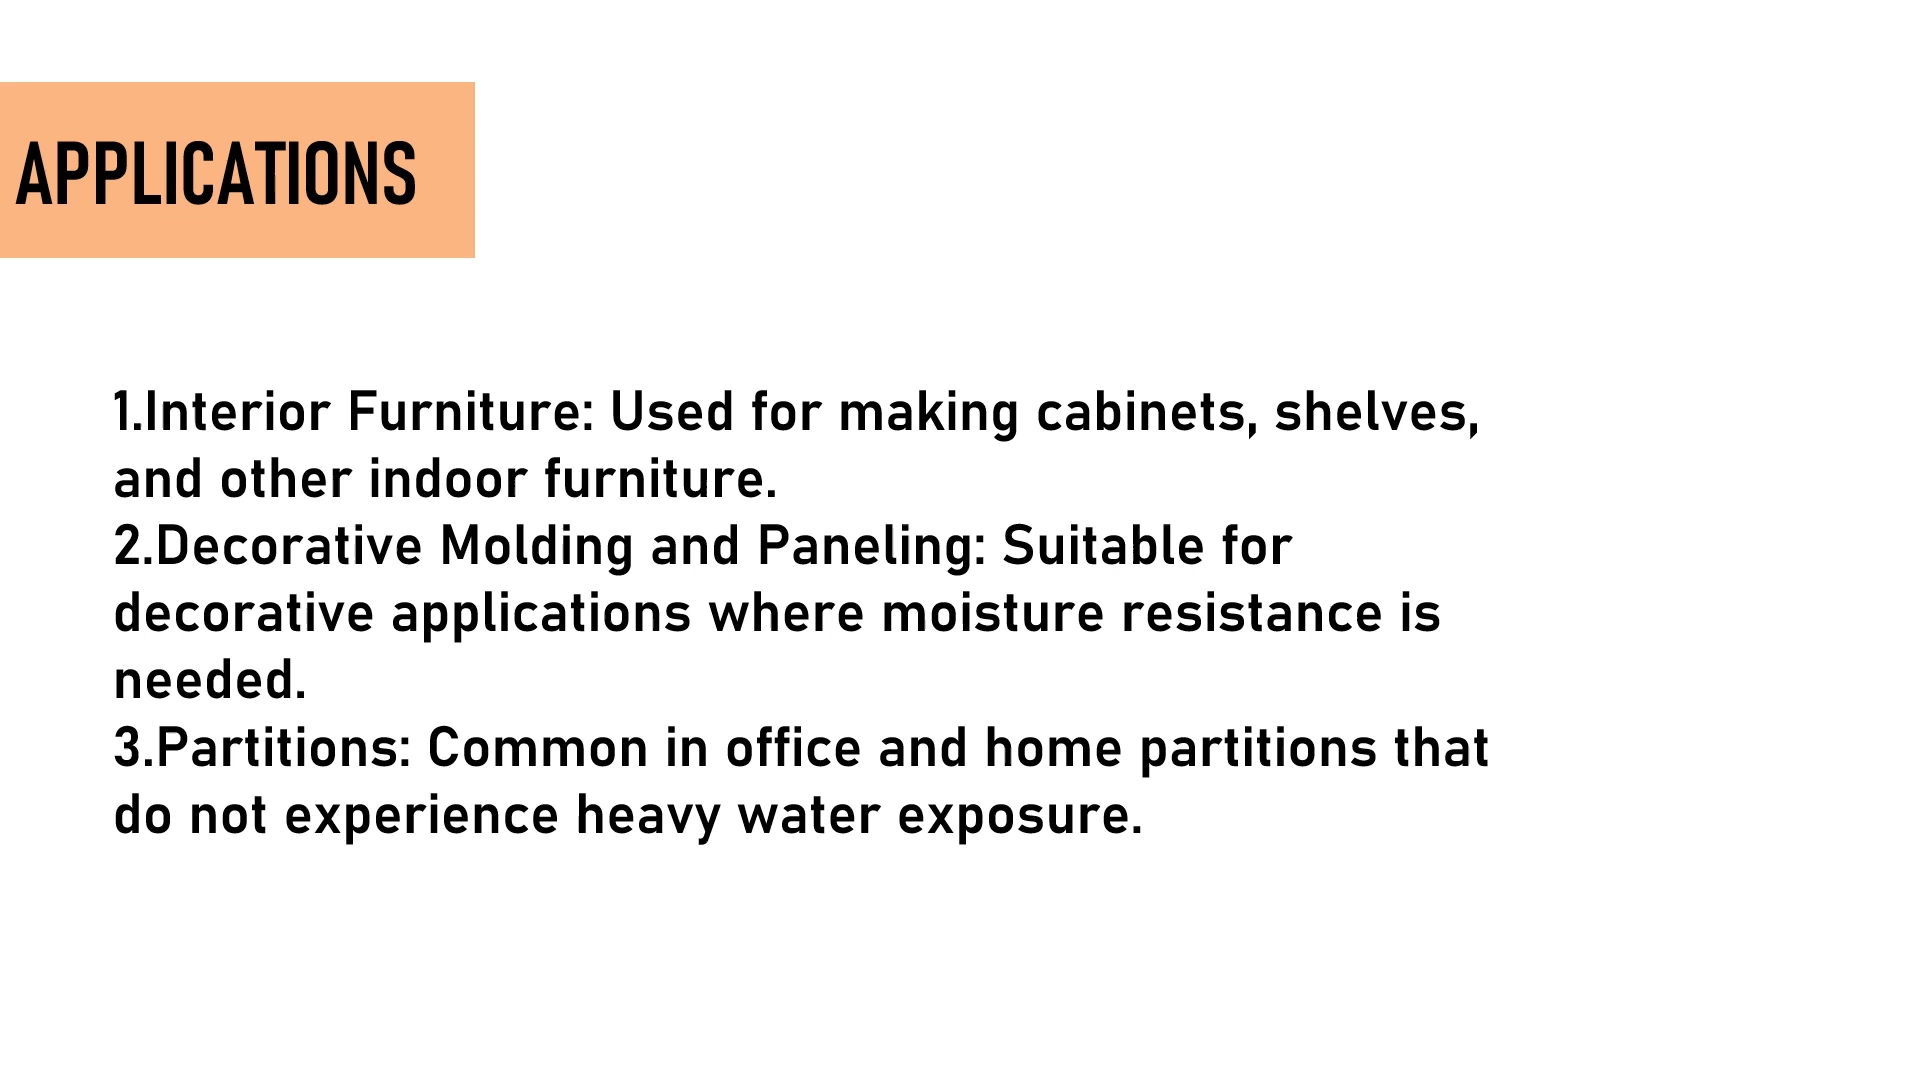 APPLICATIONS
1.Interior Furniture: Used for making cabinets, shelves,
and other indoor furniture.
2.Decorative Molding and Paneling: Suitable for
decorative applications where moisture resistance is
needed.
3.Partitions: Common in office and home partitions that
do not experience heavy water exposure.